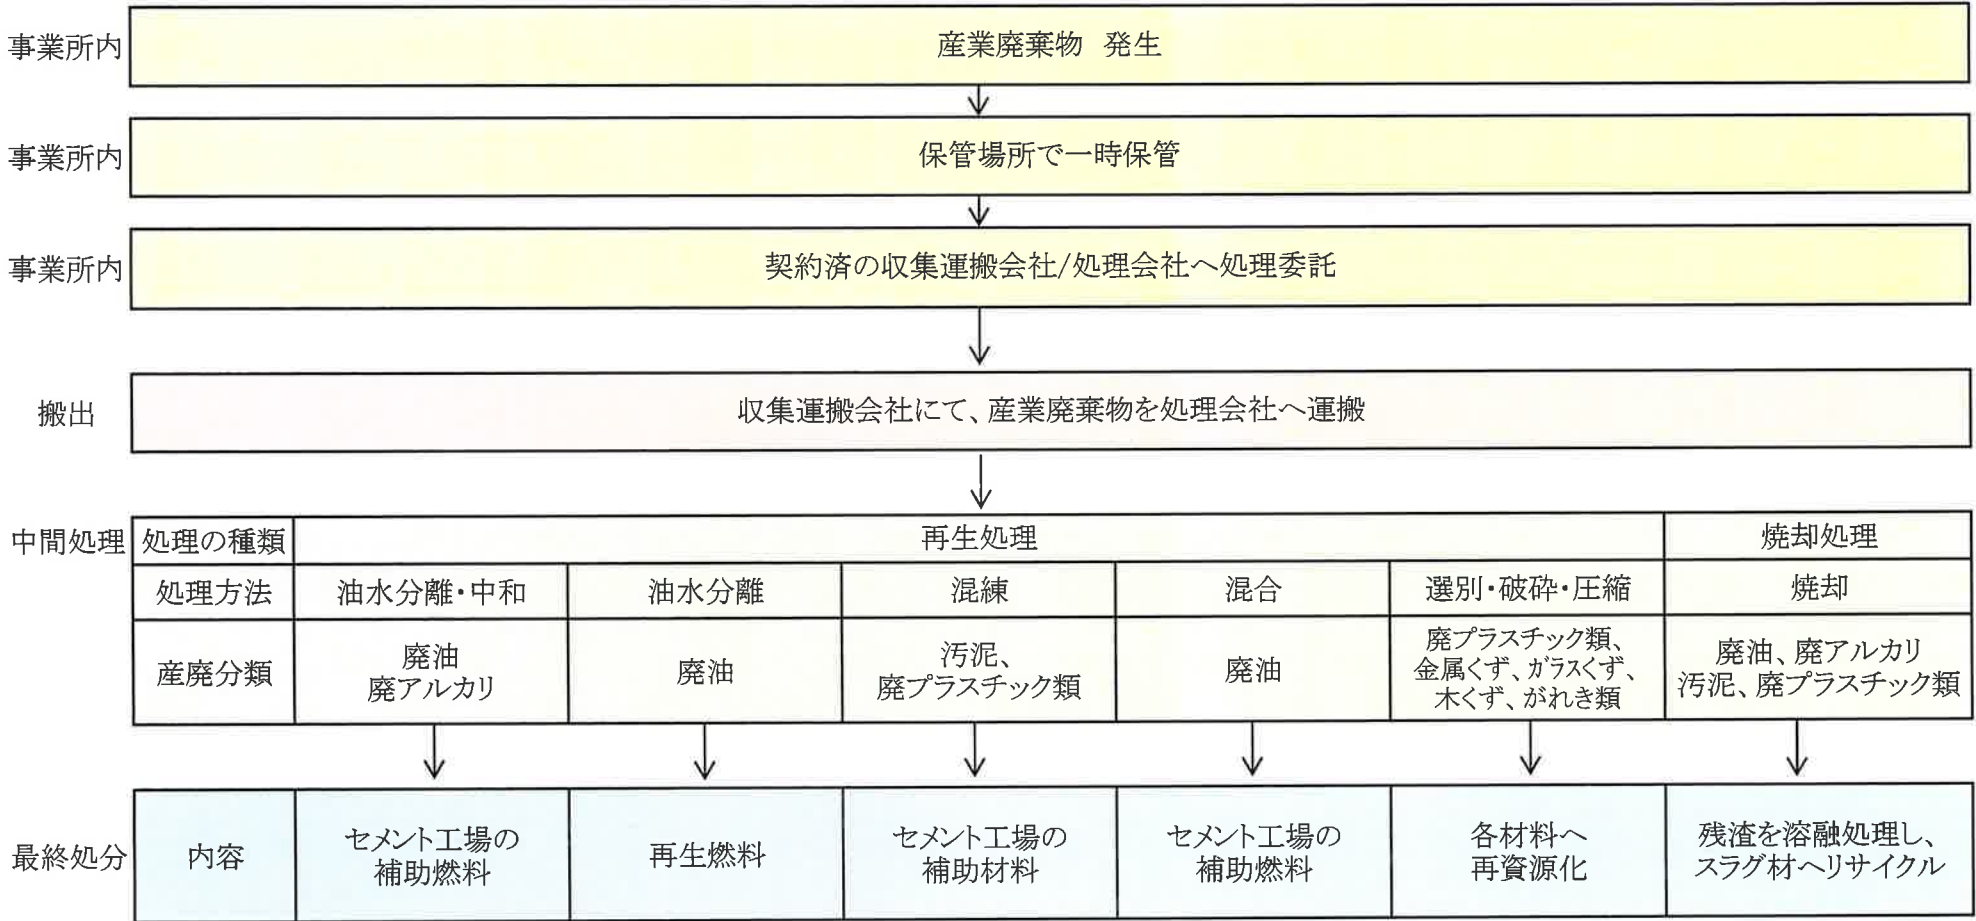 事業所内
産業廃棄物 発生
事業所内
保管場所で一時保管
事業所内
契約済の収集運搬会社/処理会社へ処理委託
搬出
収集運搬会社にて、産業廃棄物を処理会社へ運搬
中間処理
処理の種類
再生処理
焼却処理
処理方法
油水分離・中和
油水分離
混練
混合
選別・破砕・圧縮
焼却
産廃分類
廃油
廃アルカリ
廃油
汚泥、
廃プラスチック類
廃油
廃プラスチック類、
金属くず、ガラスくず、
木くず、がれき類
廃油、廃アルカリ
汚泥、廃プラスチック類
最終処分
内容
セメント工場の
補助燃料
再生燃料
セメント工場の
補助材料
セメント工場の
補助燃料
各材料へ
再資源化
残渣を溶融処理し、
スラグ材へリサイクル